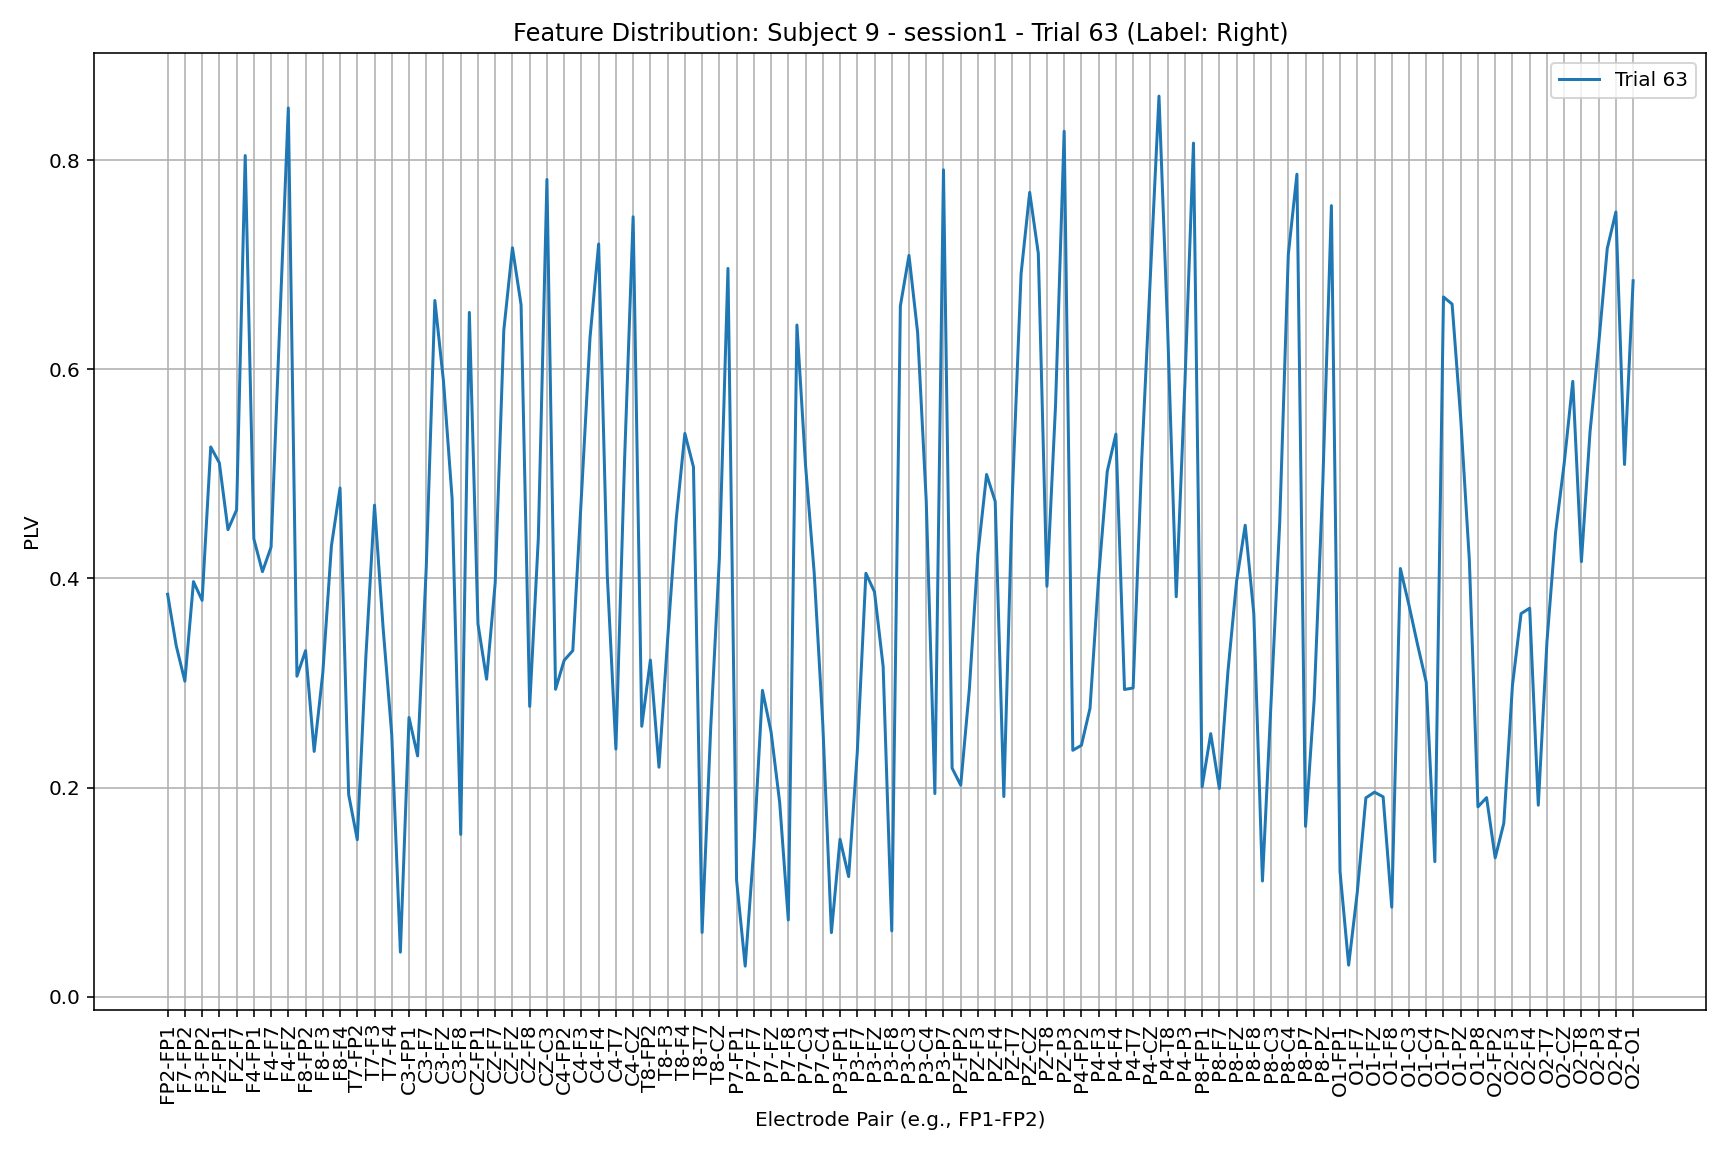 Feature Distribution: Subject 9 - session1 - Trial 63 (Label: Right)
Trial 63
PLV
0.8
0.6
0.4
0.2
0.0
FP2-FP1
F7-FP2
F3-FP2
FZ-FP1
FZ-F7
F4-FP1
F4-F7
F4-FZ
F8-FP2
F8-F3
F8-F4
T7-FP2
T7-F3
T7-F4
C3-FP1
C3-F7
C3-FZ
C3-F8
CZ-FP1
CZ-F7
CZ-FZ
CZ-F8
CZ-C3
C4-FP2
C4-F3
C4-F4
C4-T7
C4-CZ
T8-FP2
T8-F3
T8-F4
T8-T7
T8-CZ
P7-FP1
P7-F7
P7-FZ
P7-F8
P7-C3
P7-C4
P3-FP1
P3-F7
P3-FZ
P3-F8
P3-C3
P3-C4
P3-P7
PZ-FP2
PZ-F3
PZ-F4
PZ-T7
PZ-CZ
PZ-T8
PZ-P3
P4-FP2
P4-F3
P4-F4
P4-T7
P4-CZ
P4-T8
P4-P3
P8-FP1
P8-F7
P8-FZ
P8-F8
P8-C3
P8-C4
P8-P7
P8-PZ
O1-FP1
O1-F7
O1-FZ
O1-F8
O1-C3
O1-C4
O1-P7
O1-PZ
O1-P8
O2-FP2
O2-F3
O2-F4
O2-T7
O2-CZ
O2-T8
O2-P3
O2-P4
O2-O1
Electrode Pair (e.g., FP1-FP2)